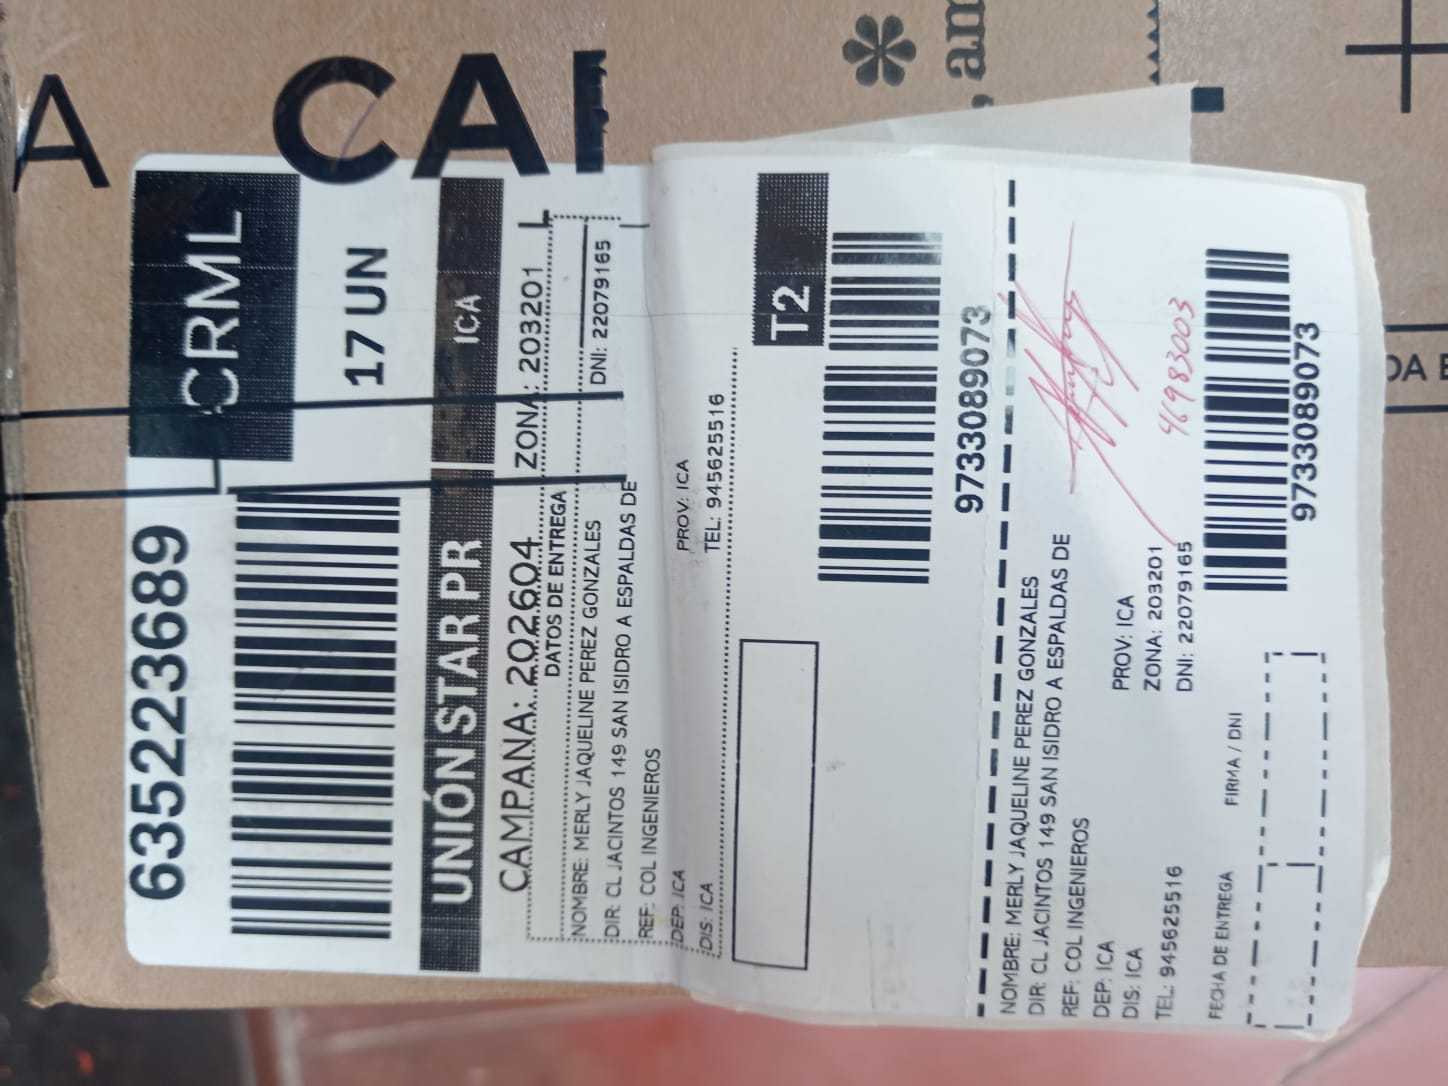 A CAR
, am
DA E
6352223689
CRML
17 UN
UNIÓN STAR PR ICA
CAMPANA: 202604 ZONA: 203201
DATOS DE ENTREGA
NOMBRE: MERLY JAQUELINE PEREZ GONZALES DNI: 22079165
DIR: CL JACINTOS 149 SAN ISIDRO A ESPALDAS DE
REF: COL INGENIEROS
DEP: ICA PROV: ICA
DIS: ICA TEL: 945625516
T2
9733089073
NOMBRE: MERLY JAQUELINE PEREZ GONZALES
DIR: CL JACINTOS 149 SAN ISIDRO A ESPALDAS DE
REF: COL INGENIEROS
DEP: ICA PROV: ICA
DIS: ICA ZONA: 203201
TEL: 945625516 DNI: 22079165
46983003
FECHA DE ENTREGA FIRMA / DNI
9733089073